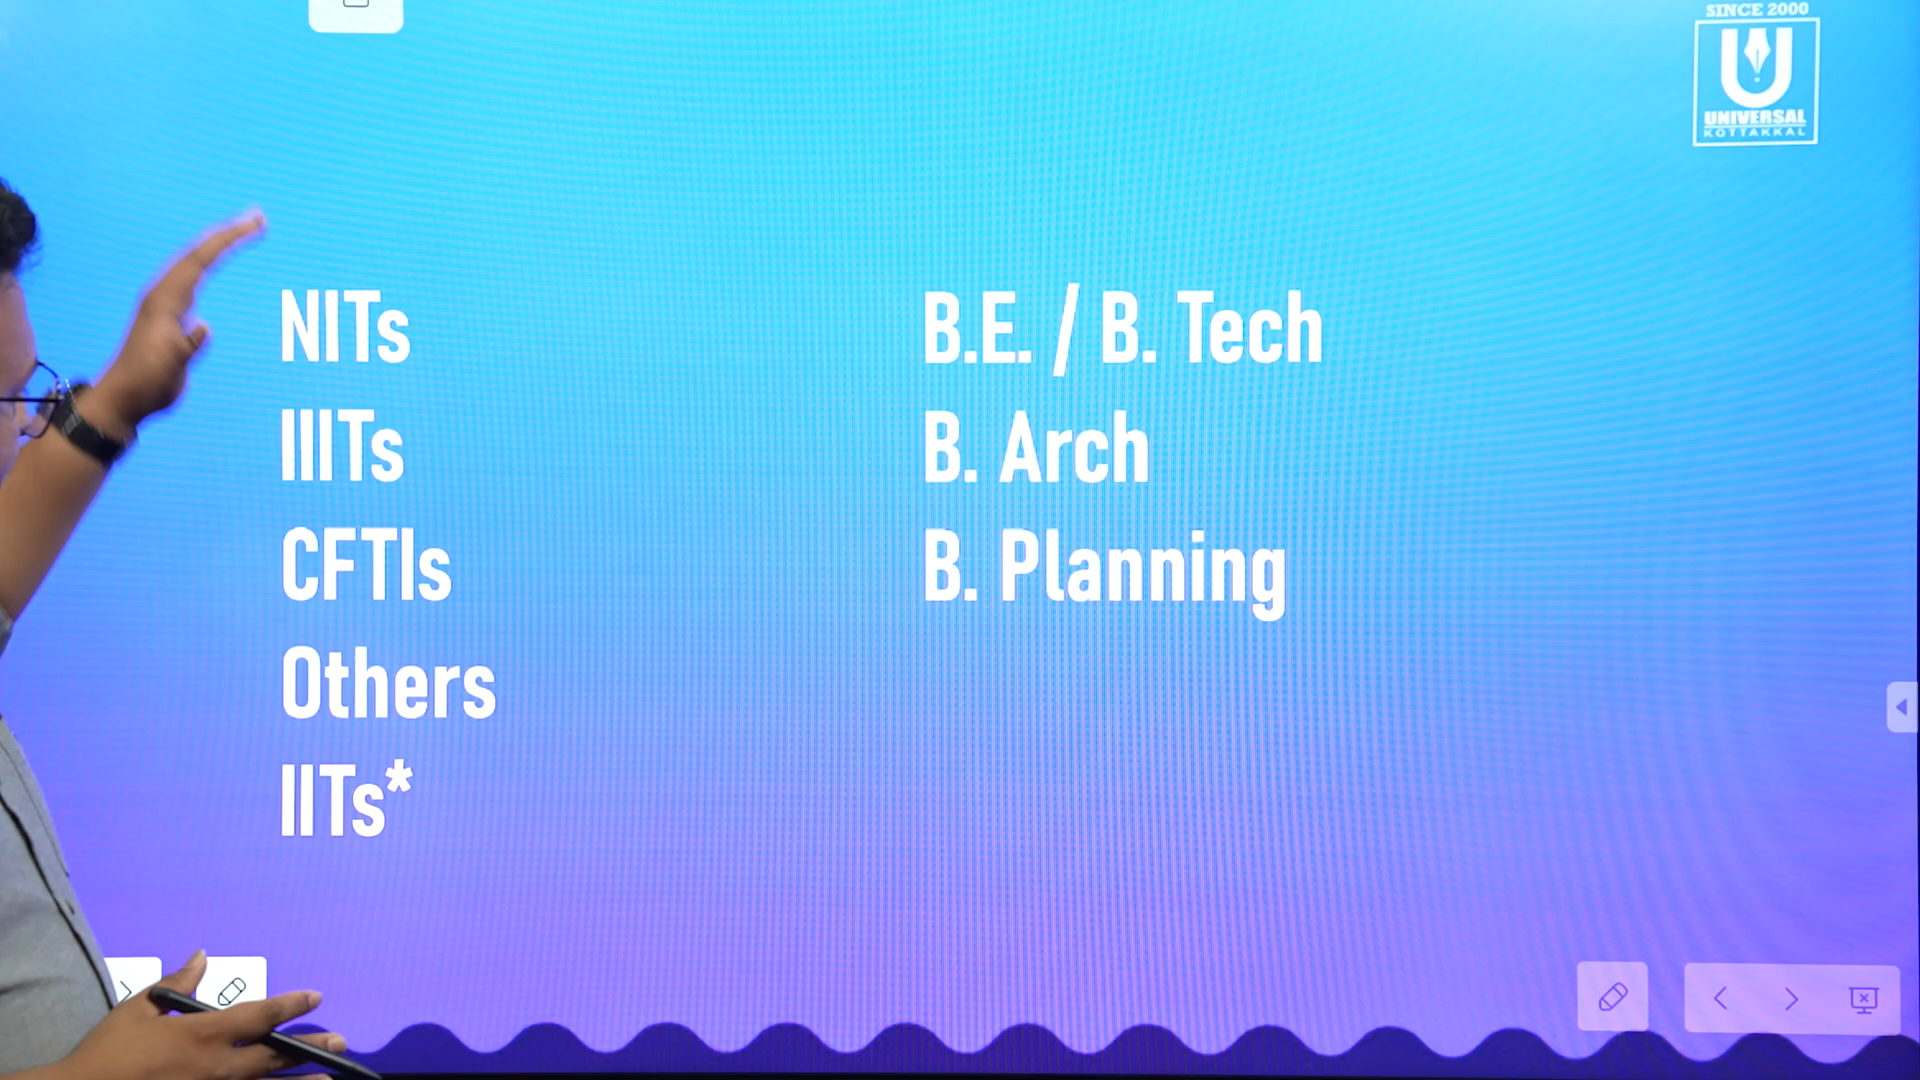 SINCE 2000
UNIVERSAL
KOTTAKKAL
NITs
IIITs
CFTIs
Others
IITs*
B.E. / B. Tech
B. Arch
B. Planning